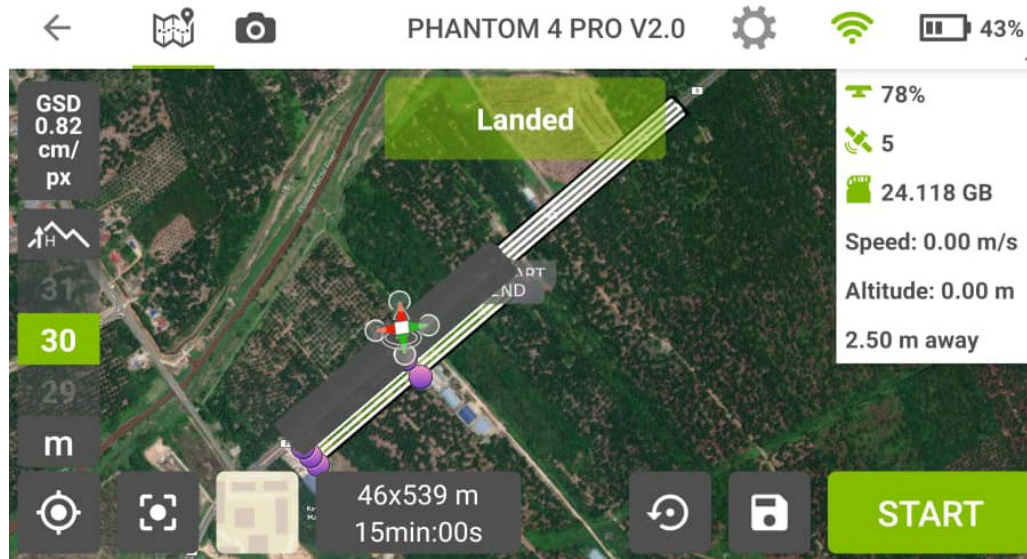 PHANTOM 4 PRO V2.0
43%
GSD
0.82
cm/
px
Landed
78%
5
24.118 GB
Speed: 0.00 m/s
Altitude: 0.00 m
2.50 m away
H
31
30
29
m
END
46x539 m
15min:00s
START